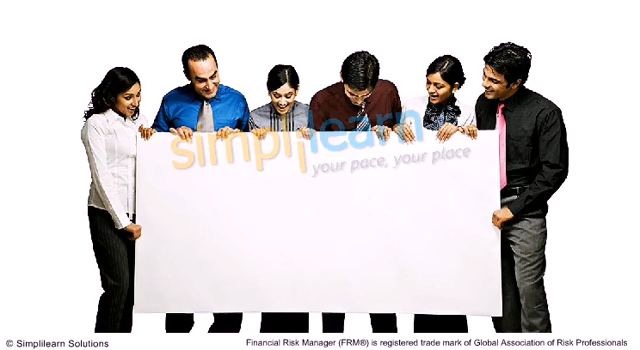 simplilearn
your pace, your place
© Simplilearn Solutions
Financial Risk Manager (FRM®) is registered trade mark of Global Association of Risk Professionals